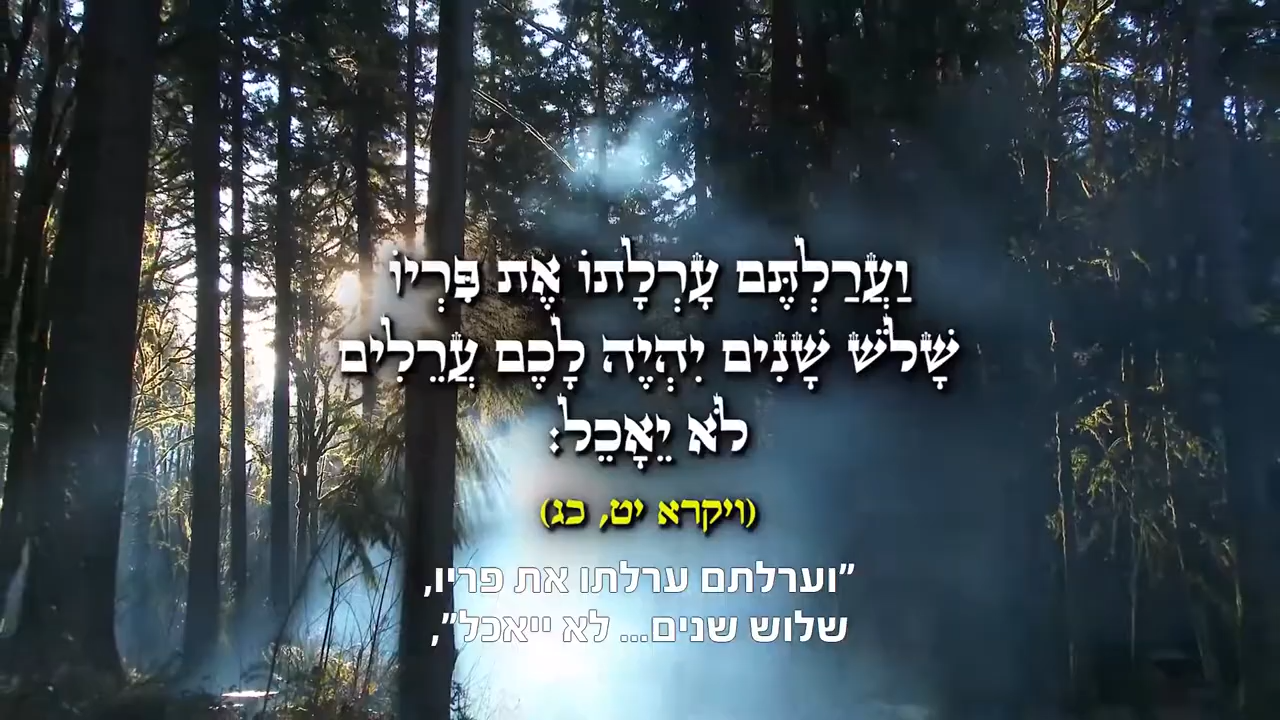 וַעֲרַלְתֶּם עָרְלָתוֹ אֶת פִּרְיוֹ
שָׁלֹשׁ שָׁנִים יִהְיֶה לָכֶם עֲרֵלִים
לֹא יֵאָכֵל:
(ויקרא יט, כג)
"וערלתם ערלתו את פריו,
שלוש שנים... לא ייאכל",